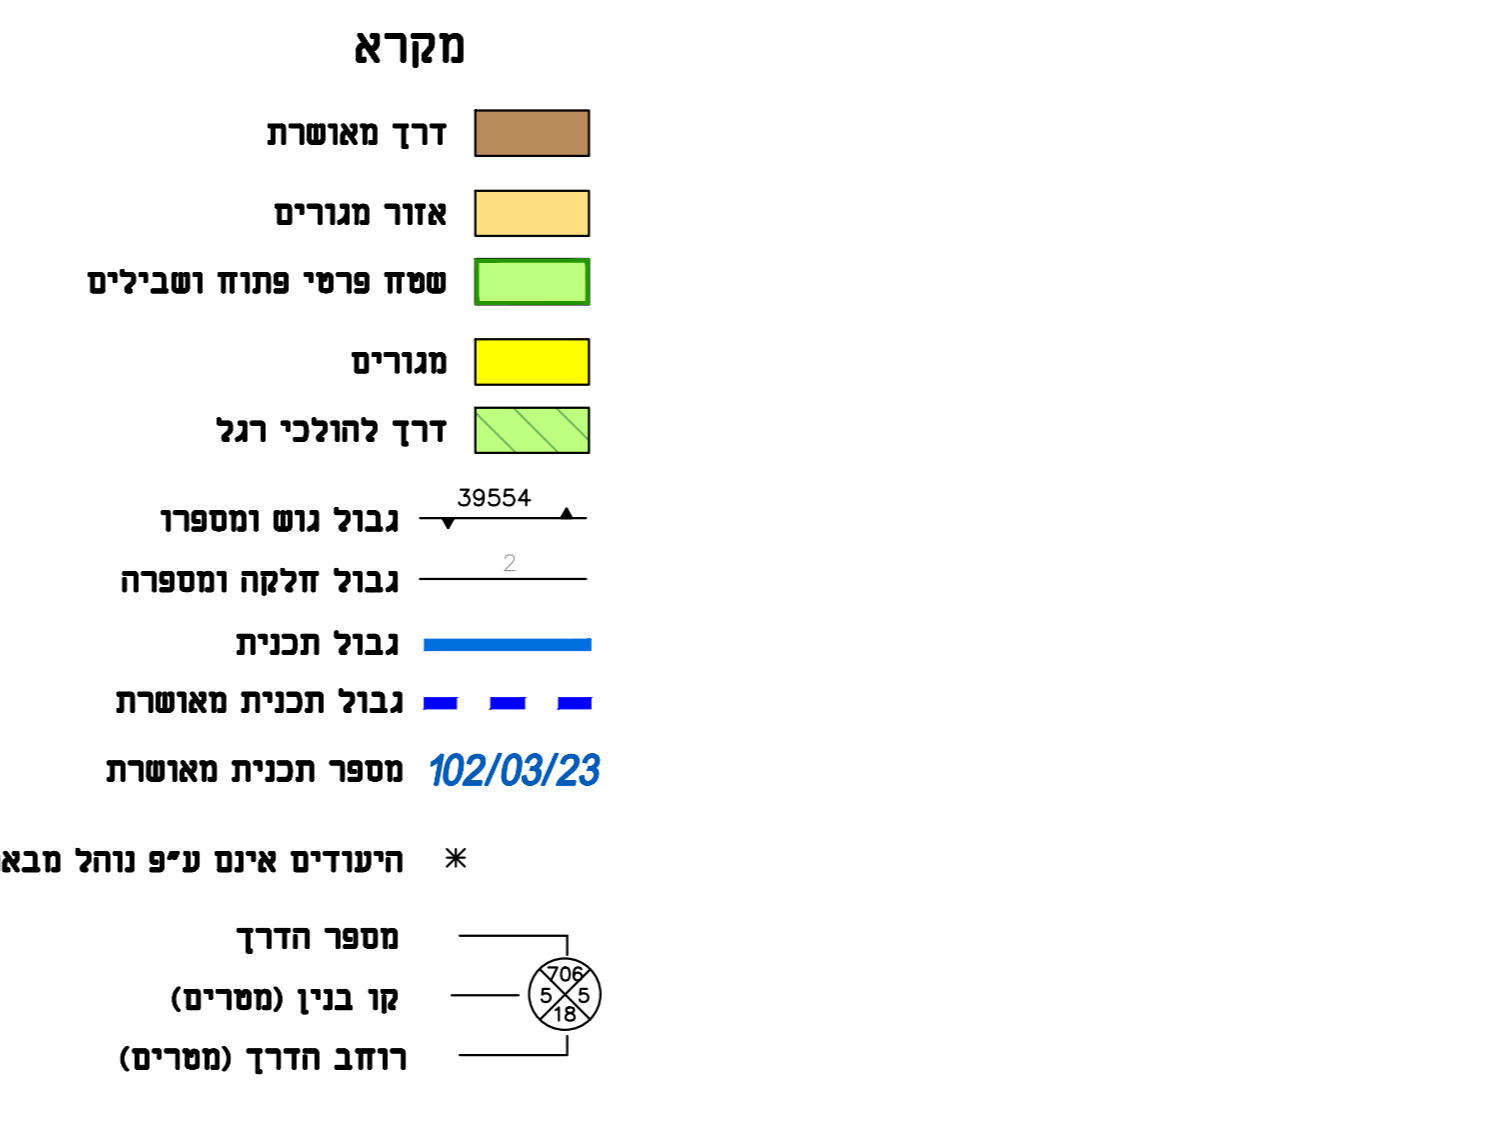 מקרא
דרך מאושרת
אזור מגורים
שטח פרטי פתוח ושבילים
מגורים
דרך להולכי רגל
39554
גבול גוש ומספרו
2
גבול חלקה ומספרה
גבול תכנית
גבול תכנית מאושרת
102/03/23 מספר תכנית מאושרת
* היעודים אינם ע"פ נוהל מבא
מספר הדרך
706
קו בנין (מטרים)
5 5
18
רוחב הדרך (מטרים)